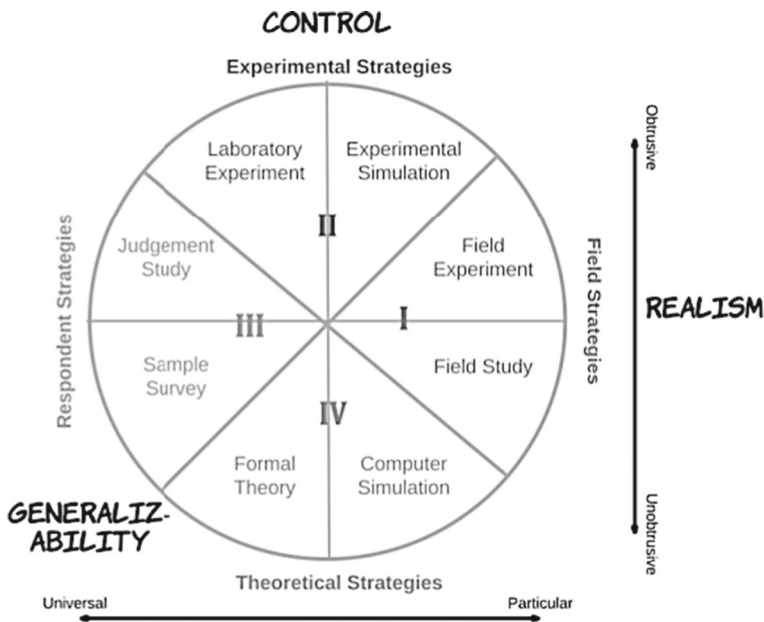 CONTROL
Experimental Strategies
Obtrusive
Laboratory
Experiment
Experimental
Simulation
II
Respondent Strategies
Judgement
Study
Field
Experiment
Field Strategies
III
I
REALISM
Sample
Survey
Field Study
IV
Formal
Theory
Computer
Simulation
GENERALIZ-
ABILITY
Unobtrusive
Theoretical Strategies
Universal
Particular